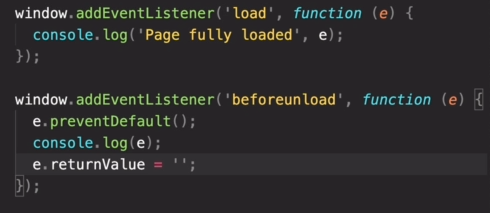 window.addEventListener('load', function (e) {
  console.log('Page fully loaded', e);
});
window.addEventListener('beforeunload', function (e) {
  e.preventDefault();
  console.log(e);
  e.returnValue = '';
});